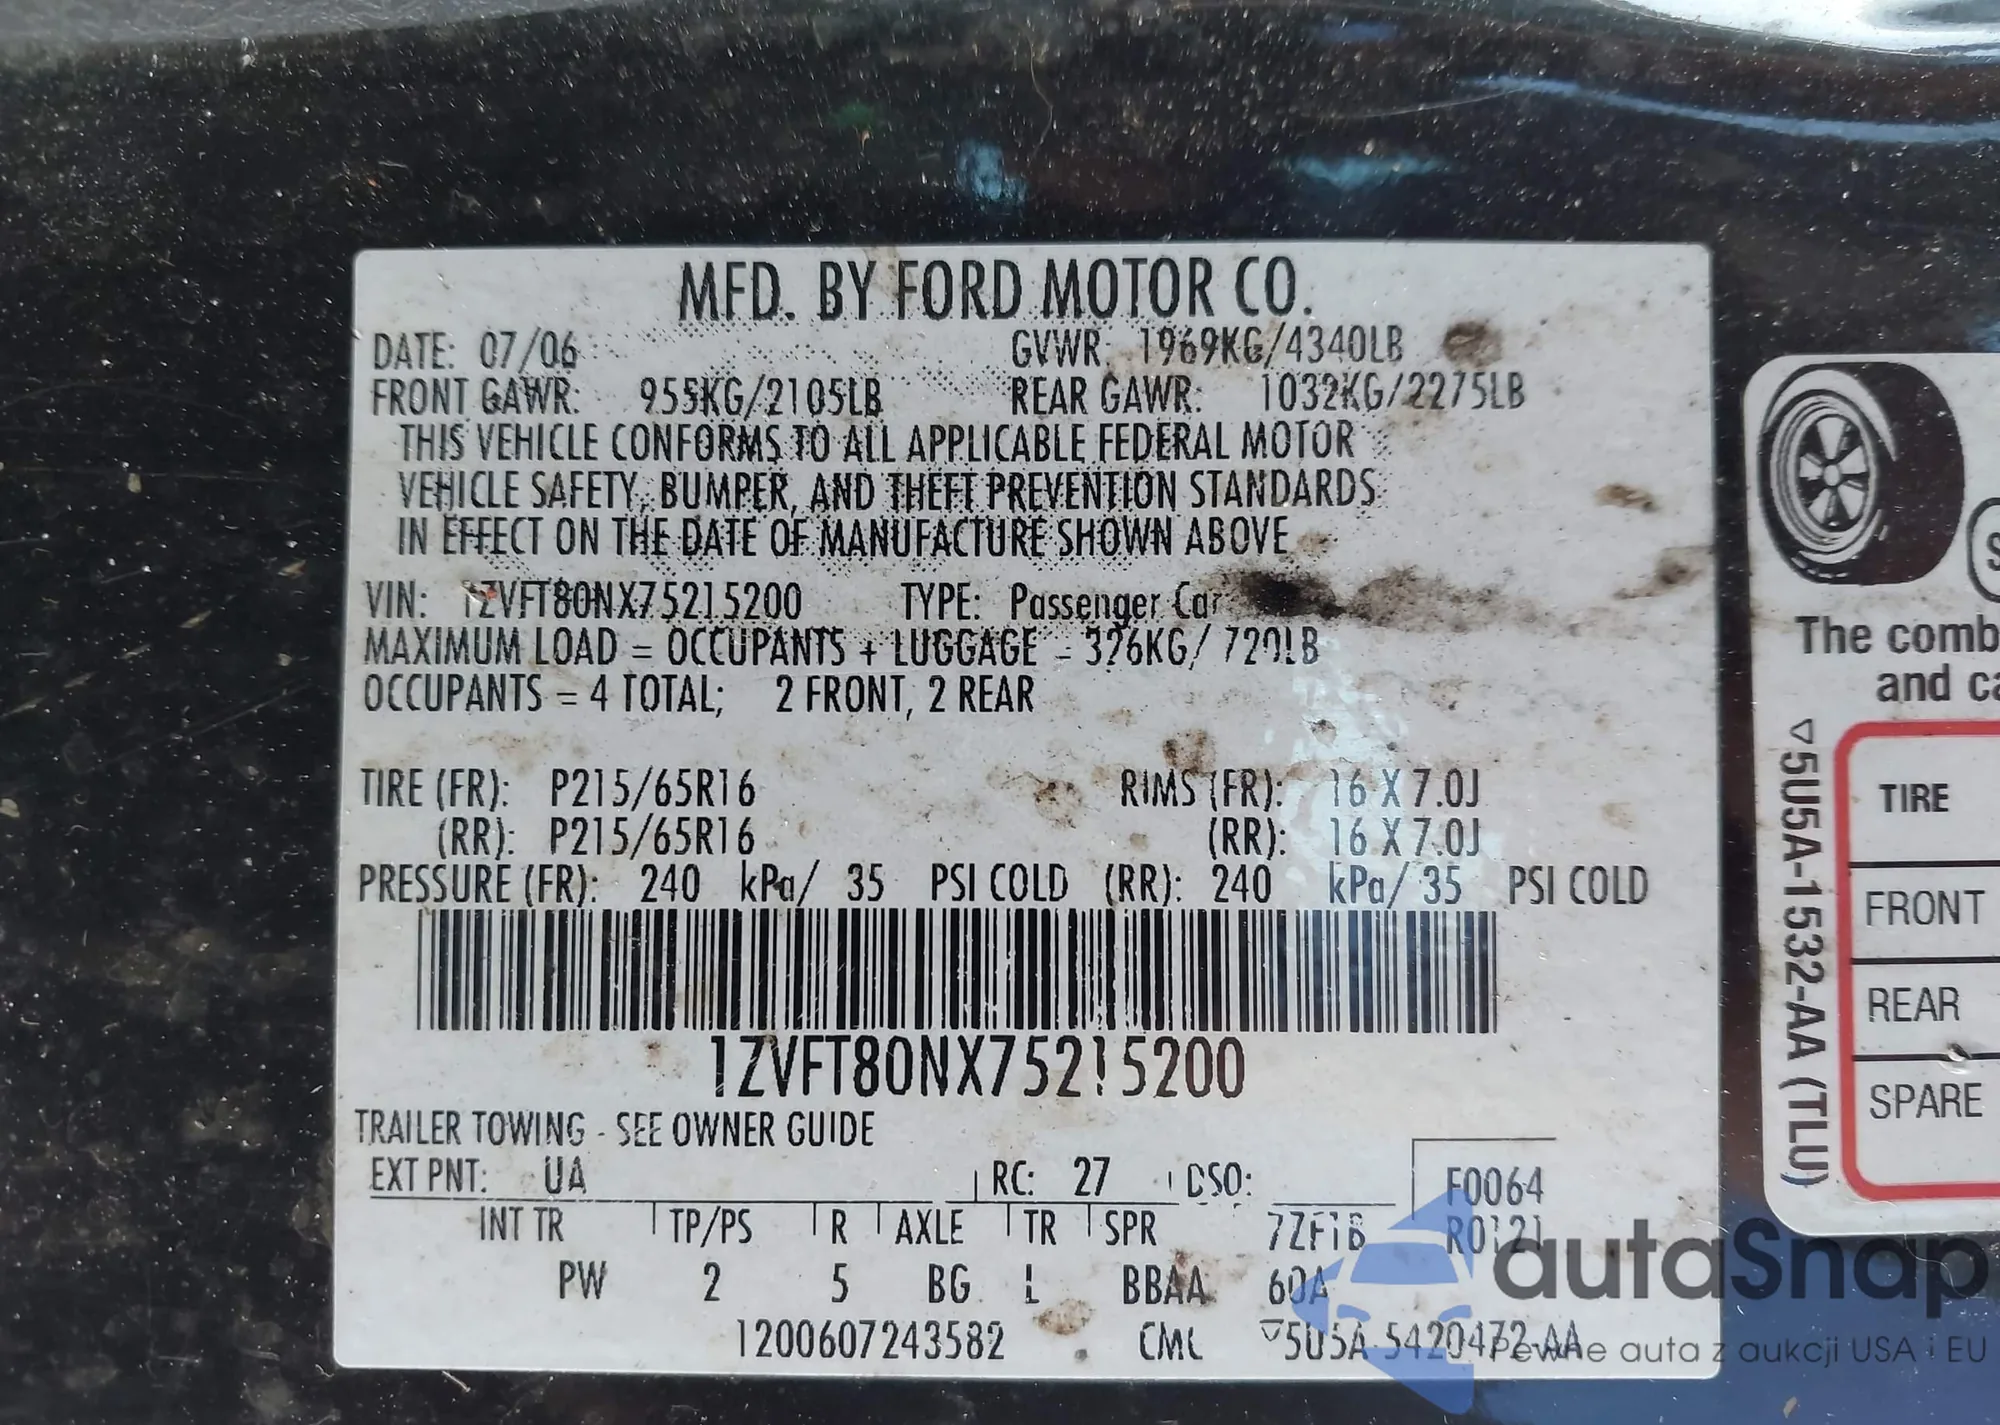 MFD. BY FORD MOTOR CO.
DATE: 07/06 GVWR: 1969KG/4340LB
FRONT GAWR: 955KG/2105LB REAR GAWR: 1032KG/2275LB
THIS VEHICLE CONFORMS TO ALL APPLICABLE FEDERAL MOTOR
VEHICLE SAFETY, BUMPER, AND THEFT PREVENTION STANDARDS
IN EFFECT ON THE DATE OF MANUFACTURE SHOWN ABOVE
VIN: 1ZVFT80NX75215200 TYPE: Passenger Car
MAXIMUM LOAD = OCCUPANTS + LUGGAGE = 326KG/ 720LB
OCCUPANTS = 4 TOTAL; 2 FRONT, 2 REAR
TIRE (FR): P215/65R16 RIMS (FR): 16 X 7.0J
(RR): P215/65R16 (RR): 16 X 7.0J
PRESSURE (FR): 240 kPa/ 35 PSI COLD (RR): 240 kPa/ 35 PSI COLD
1ZVFT80NX75215200
TRAILER TOWING - SEE OWNER GUIDE
EXT PNT: UA RC: 27 DSO: F0064
INT TR TP/PS R AXLE TR SPR 7ZF1B R0121
PW 2 5 BG L BBAA 60A
1200607243582 CMC ▽5U5A 5420472-AA
S
The comb
and ca
▽5U5A-1532-AA (TLU)
TIRE
FRONT
REAR
SPARE
autaSnap
Pewne auta z aukcji USA i EU